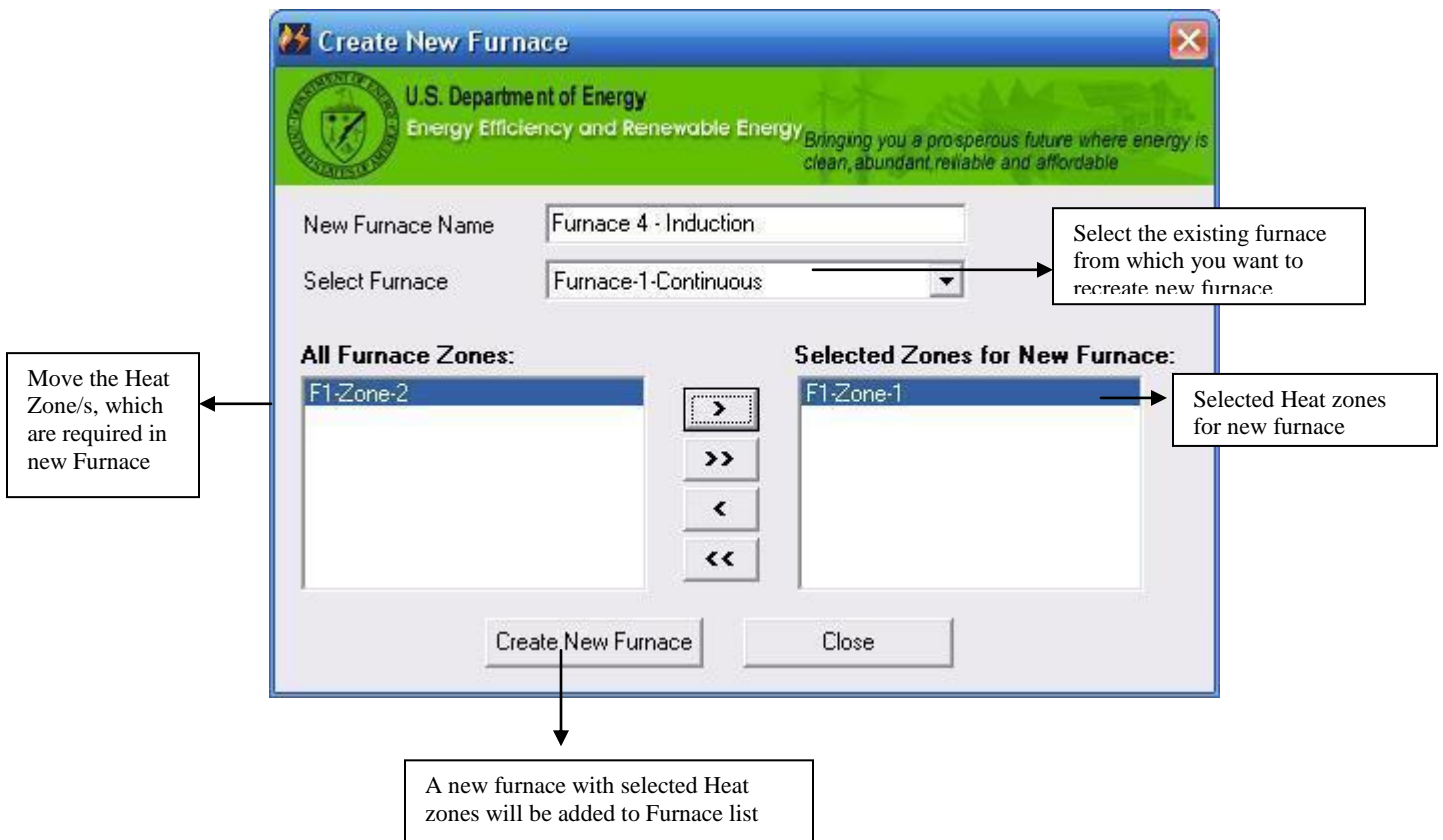 Create New Furnace
U.S. Department of Energy
Energy Efficiency and Renewable Energy
Bringing you a prosperous future where energy is
clean, abundant, reliable and affordable
New Furnace Name
Furnace 4 - Induction
Select Furnace
Furnace-1-Continuous
Select the existing furnace
from which you want to
recreate new furnace
All Furnace Zones:
Selected Zones for New Furnace:
Move the Heat
Zone/s, which
are required in
new Furnace
F1-Zone-2
>
>>
<
<<
F1-Zone-1
Selected Heat zones
for new furnace
Create New Furnace
Close
A new furnace with selected Heat
zones will be added to Furnace list